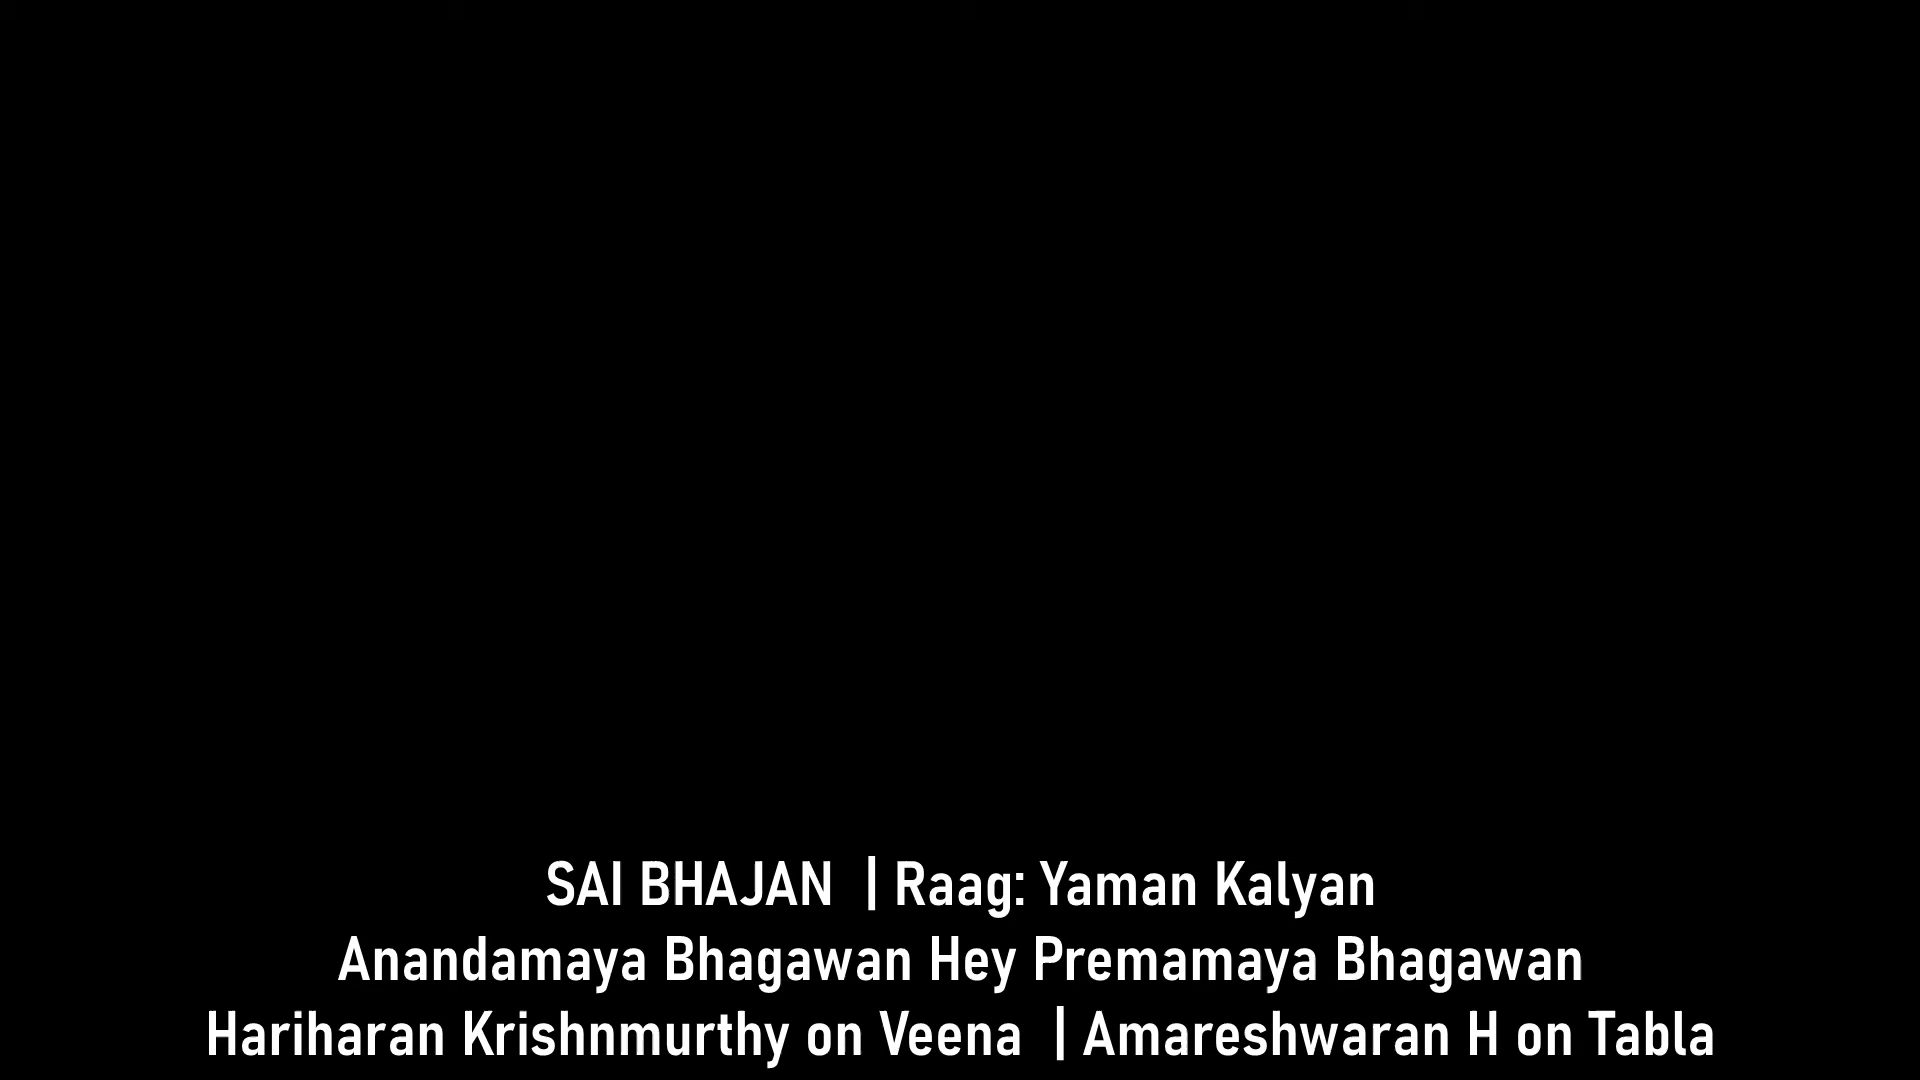 SAI BHAJAN | Raag: Yaman Kalyan
Anandamaya Bhagawan Hey Premamaya Bhagawan
Hariharan Krishnmurthy on Veena | Amareshwaran H on Tabla